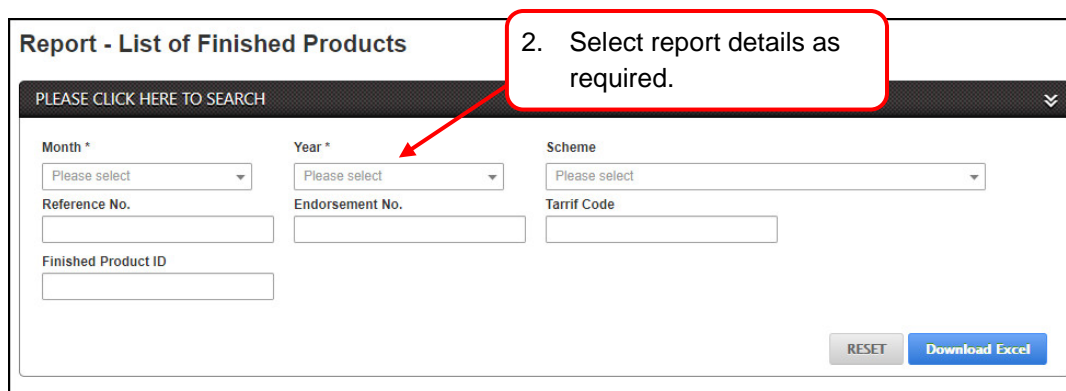 Report - List of Finished Products
2. Select report details as
required.
PLEASE CLICK HERE TO SEARCH
Month * Year * Scheme
Please select Please select Please select
Reference No. Endorsement No. Tarrif Code
Finished Product ID
RESET Download Excel